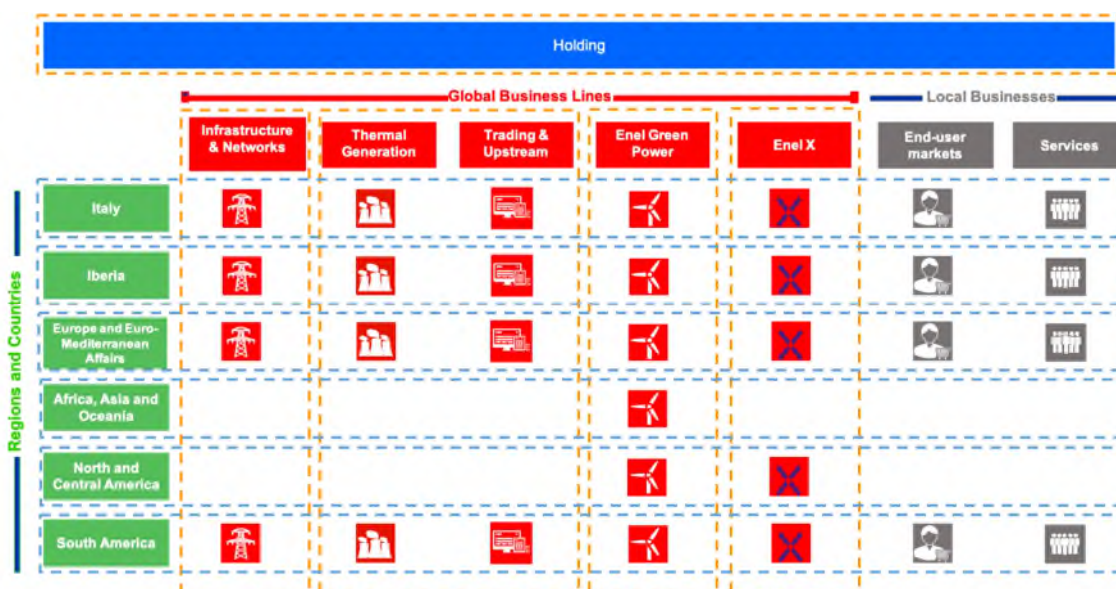 Holding
Global Business Lines
Local Businesses
Infrastructure
& Networks
Thermal
Generation
Trading &
Upstream
Enel Green
Power
Enel X
End-user
markets
Services
Regions and Countries
Italy
Iberia
Europe and Euro-
Mediterranean
Affairs
Africa, Asia and
Oceania
North and
Central America
South America